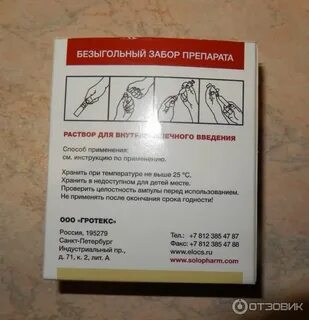 БЕЗЫГОЛЬНЫЙ ЗАБОР ПРЕПАРАТА
РАСТВОР ДЛЯ ВНУТРИМЫШЕЧНОГО ВВЕДЕНИЯ
Способ применения:
см. инструкцию по применению.
Хранить при температуре не выше 25 °С.
Хранить в недоступном для детей месте.
Проверить целостность ампулы перед использованием.
Не применять после окончания срока годности!
ООО "ГРОТЕКС"
Россия, 195279
Санкт-Петербург
Индустриальный пр.,
д. 71, к. 2, лит. А
Тел.: +7 812 385 47 87
Факс: +7 812 385 47 88
www.elocs.ru
www.solopharm.com
ОТЗОВИК